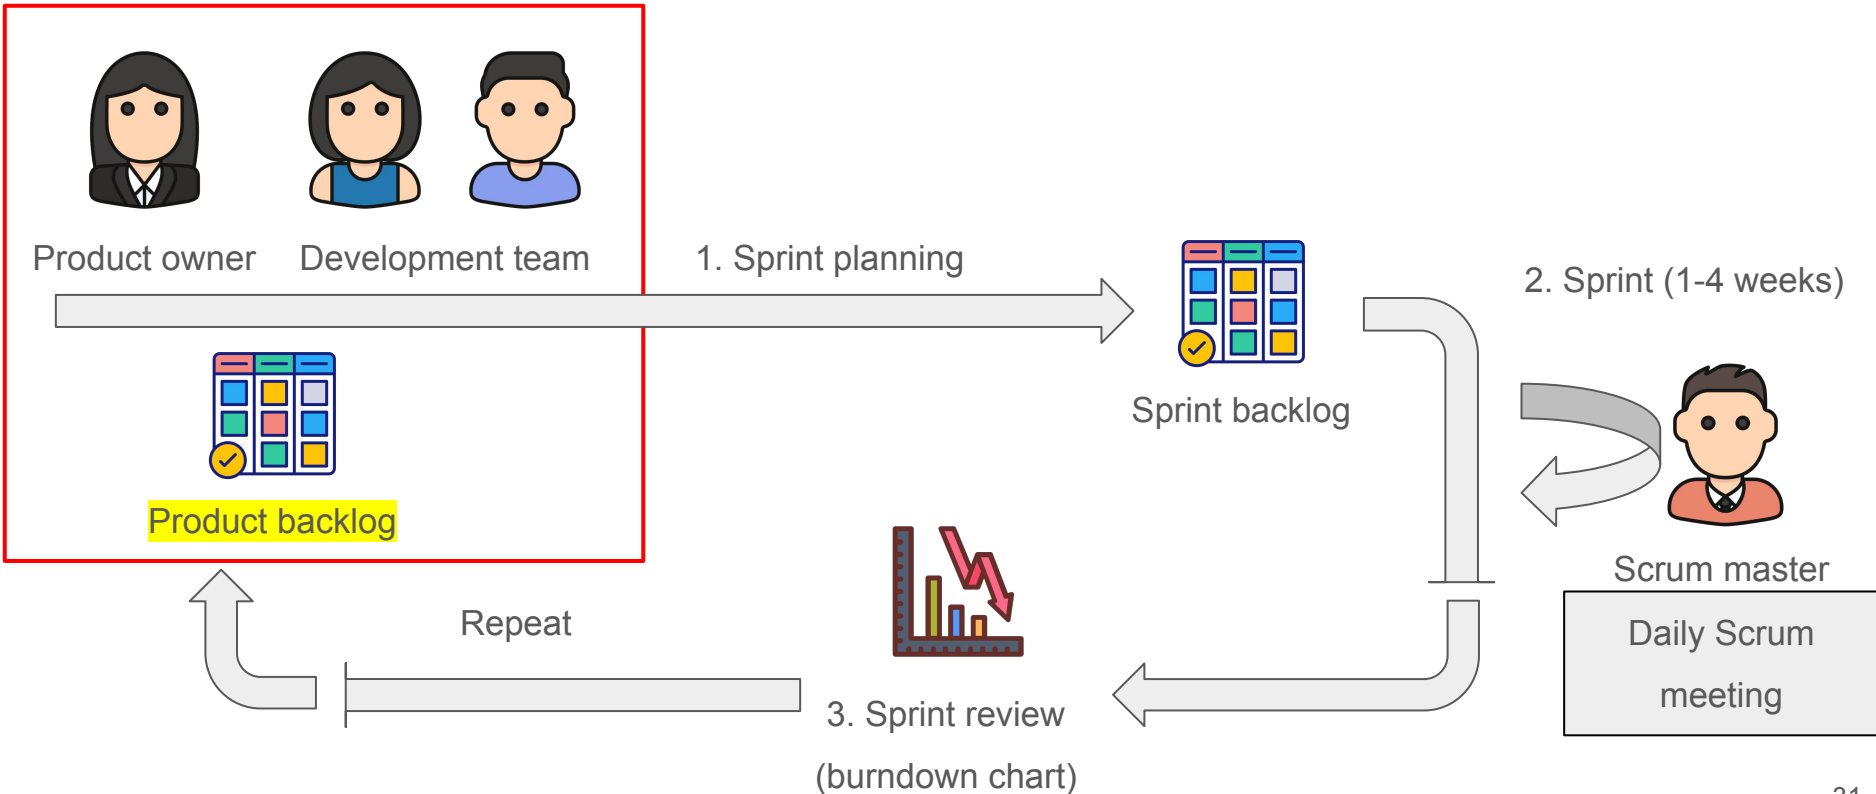 Product owner
Development team
1. Sprint planning
2. Sprint (1-4 weeks)
Sprint backlog
Product backlog
Scrum master
Daily Scrum
meeting
Repeat
3. Sprint review
(burndown chart)